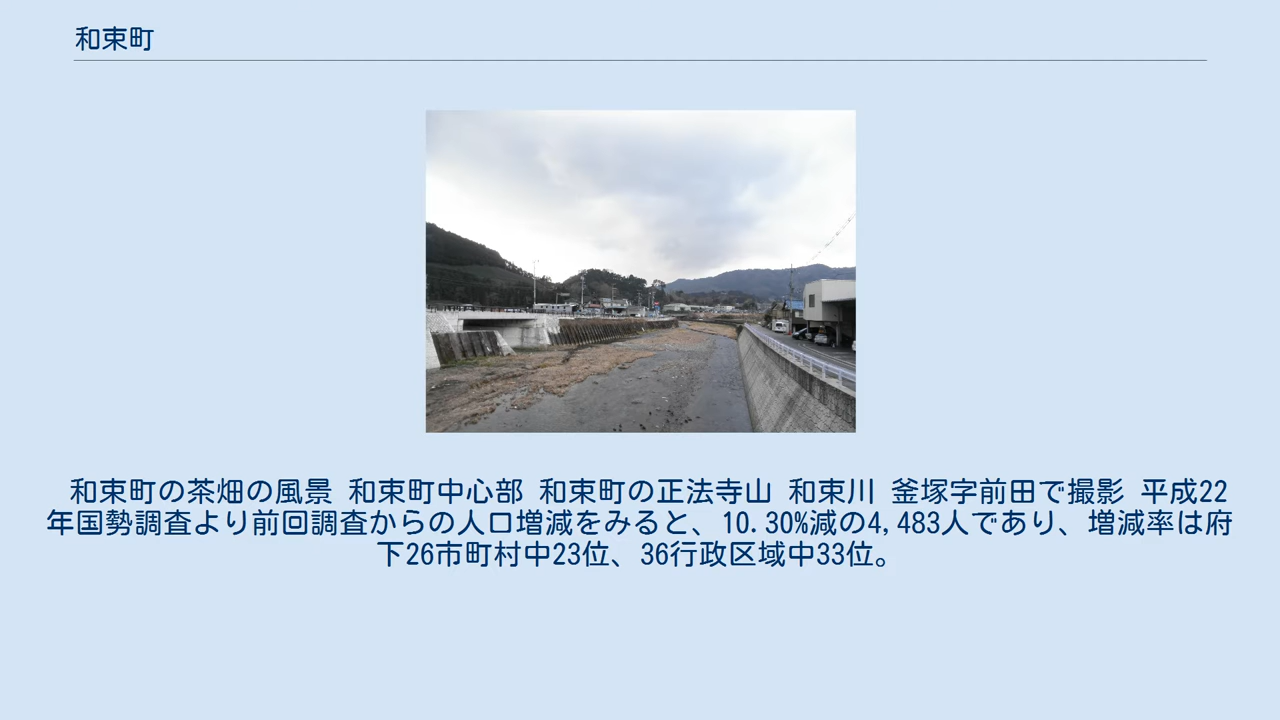 和束町
和束町の茶畑の風景 和束町中心部 和束町の正法寺山 和束川 釜塚字前田で撮影 平成22
年国勢調査より前回調査からの人口増減をみると、10.30%減の4,483人であり、増減率は府
下26市町村中23位、36行政区域中33位。